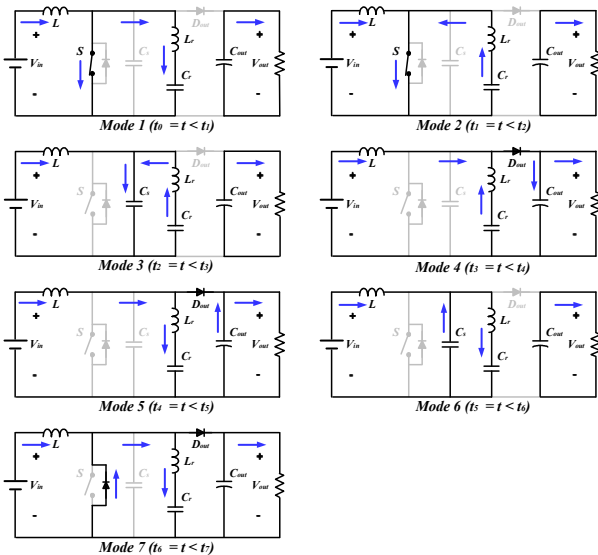 L
Dout
Lr
S
Cs
Cr
Cout
+
Vin
-
+
Vout
-
Mode 1 (t0 = t < t1)
L
Dout
Lr
S
Cs
Cr
Cout
+
Vin
-
+
Vout
-
Mode 2 (t1 = t < t2)
L
Dout
Lr
S
Cs
Cr
Cout
+
Vin
-
+
Vout
-
Mode 3 (t2 = t < t3)
L
Dout
Lr
S
Cs
Cr
Cout
+
Vin
-
+
Vout
-
Mode 4 (t3 = t < t4)
L
Dout
Lr
S
Cs
Cr
Cout
+
Vin
-
+
Vout
-
Mode 5 (t4 = t < t5)
L
Dout
Lr
S
Cs
Cr
Cout
+
Vin
-
+
Vout
-
Mode 6 (t5 = t < t6)
L
Dout
Lr
S
Cs
Cr
Cout
+
Vin
-
+
Vout
-
Mode 7 (t6 = t < t7)